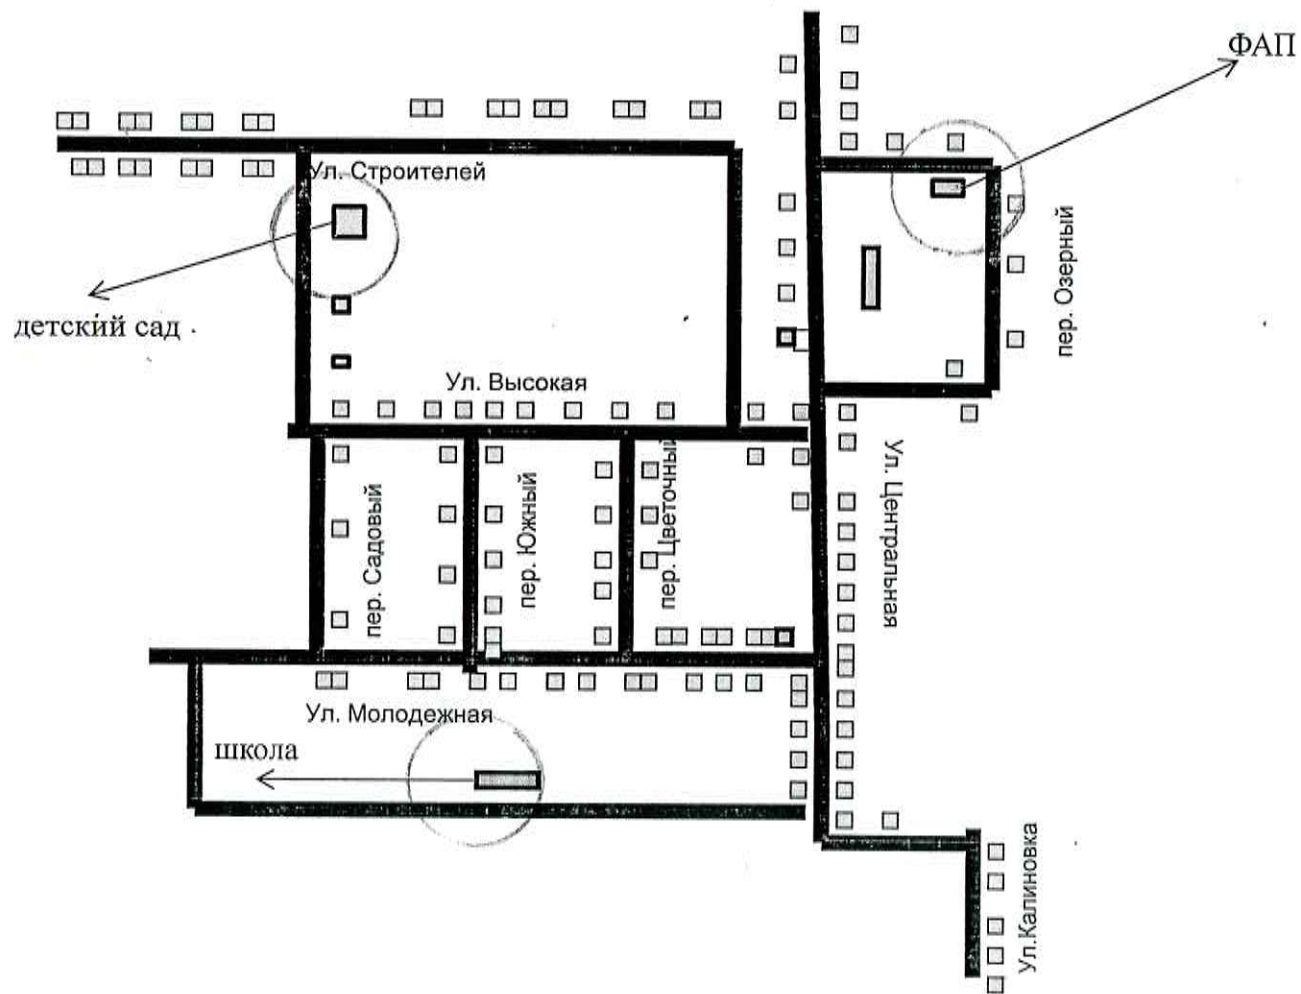 ФАП
Ул. Строителей
пер. Озерный
детский сад
Ул. Высокая
Ул. Центральная
пер. Садовый
пер. Южный
пер. Цветочный
Ул. Молодежная
школа
Ул.Калиновка